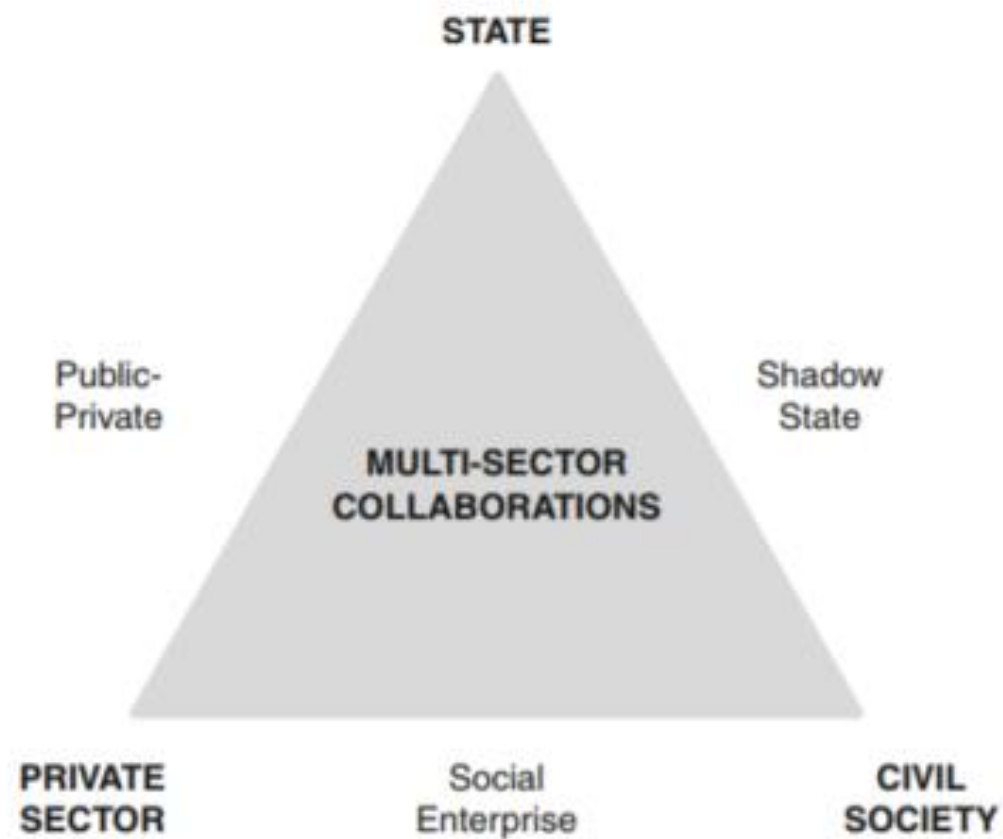 STATE
Public-
Private
Shadow
State
MULTI-SECTOR
COLLABORATIONS
PRIVATE
SECTOR
Social
Enterprise
CIVIL
SOCIETY